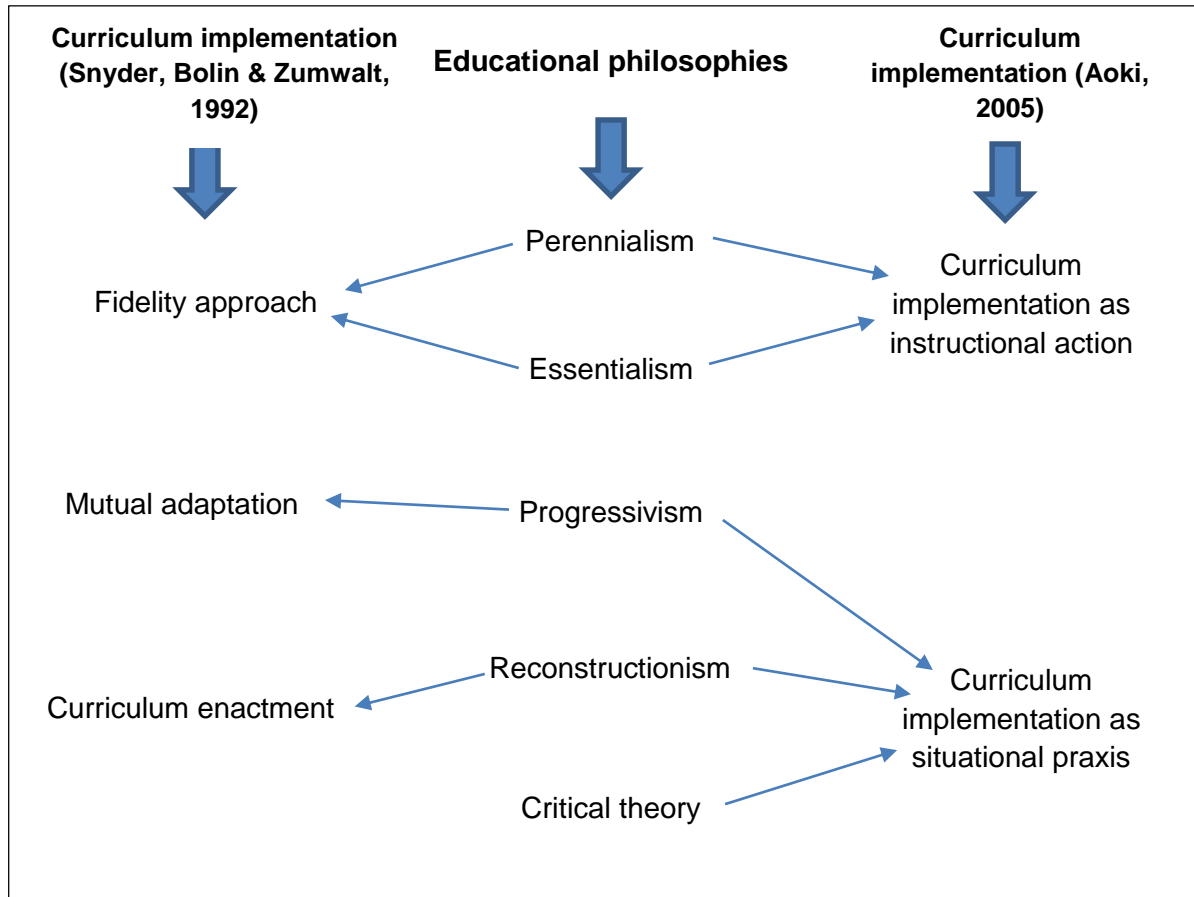 Curriculum implementation
(Snyder, Bolin & Zumwalt,
1992)
Educational philosophies
Curriculum
implementation (Aoki,
2005)
Perennialism
Fidelity approach
Curriculum
implementation as
instructional action
Essentialism
Mutual adaptation
Progressivism
Reconstructionism
Curriculum enactment
Curriculum
implementation as
situational praxis
Critical theory